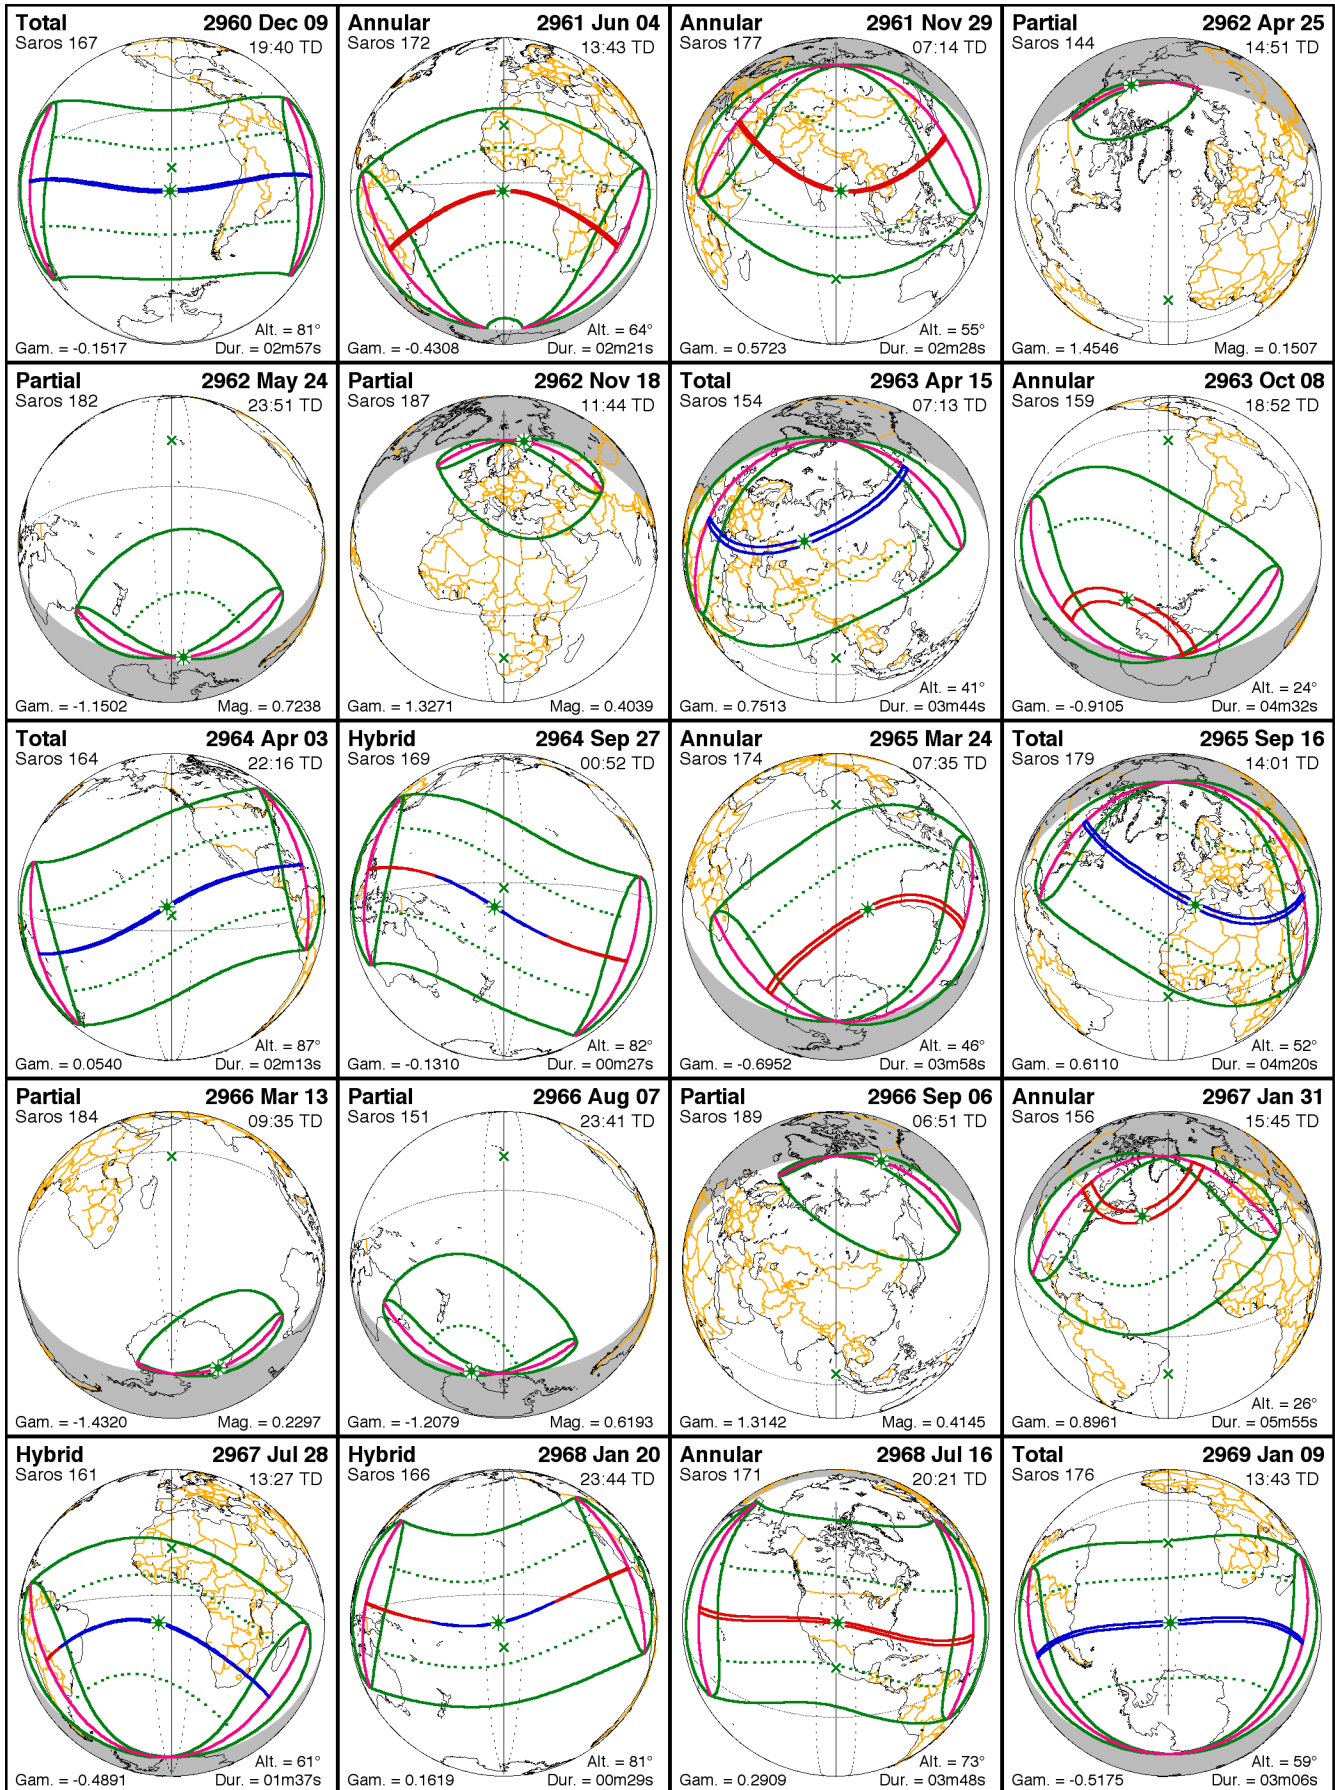 Total 2960 Dec 09
Saros 167 19:40 TD
Alt. = 81°
Gam. = -0.1517 Dur. = 02m57s
Annular 2961 Jun 04
Saros 172 13:43 TD
Alt. = 64°
Gam. = -0.4308 Dur. = 02m21s
Annular 2961 Nov 29
Saros 177 07:14 TD
Alt. = 55°
Gam. = 0.5723 Dur. = 02m28s
Partial 2962 Apr 25
Saros 144 14:51 TD
Gam. = 1.4546 Mag. = 0.1507
Partial 2962 May 24
Saros 182 23:51 TD
Gam. = -1.1502 Mag. = 0.7238
Partial 2962 Nov 18
Saros 187 11:44 TD
Gam. = 1.3271 Mag. = 0.4039
Total 2963 Apr 15
Saros 154 07:13 TD
Alt. = 41°
Gam. = 0.7513 Dur. = 03m44s
Annular 2963 Oct 08
Saros 159 18:52 TD
Alt. = 24°
Gam. = -0.9105 Dur. = 04m32s
Total 2964 Apr 03
Saros 164 22:16 TD
Alt. = 87°
Gam. = 0.0540 Dur. = 02m13s
Hybrid 2964 Sep 27
Saros 169 00:52 TD
Alt. = 82°
Gam. = -0.1310 Dur. = 00m27s
Annular 2965 Mar 24
Saros 174 07:35 TD
Alt. = 46°
Gam. = -0.6952 Dur. = 03m58s
Total 2965 Sep 16
Saros 179 14:01 TD
Alt. = 52°
Gam. = 0.6110 Dur. = 04m20s
Partial 2966 Mar 13
Saros 184 09:35 TD
Gam. = -1.4320 Mag. = 0.2297
Partial 2966 Aug 07
Saros 151 23:41 TD
Gam. = -1.2079 Mag. = 0.6193
Partial 2966 Sep 06
Saros 189 06:51 TD
Gam. = 1.3142 Mag. = 0.4145
Annular 2967 Jan 31
Saros 156 15:45 TD
Alt. = 26°
Gam. = 0.8961 Dur. = 05m55s
Hybrid 2967 Jul 28
Saros 161 13:27 TD
Alt. = 61°
Gam. = -0.4891 Dur. = 01m37s
Hybrid 2968 Jan 20
Saros 166 23:44 TD
Alt. = 81°
Gam. = 0.1619 Dur. = 00m29s
Annular 2968 Jul 16
Saros 171 20:21 TD
Alt. = 73°
Gam. = 0.2909 Dur. = 03m48s
Total 2969 Jan 09
Saros 176 13:43 TD
Alt. = 59°
Gam. = -0.5175 Dur. = 03m06s